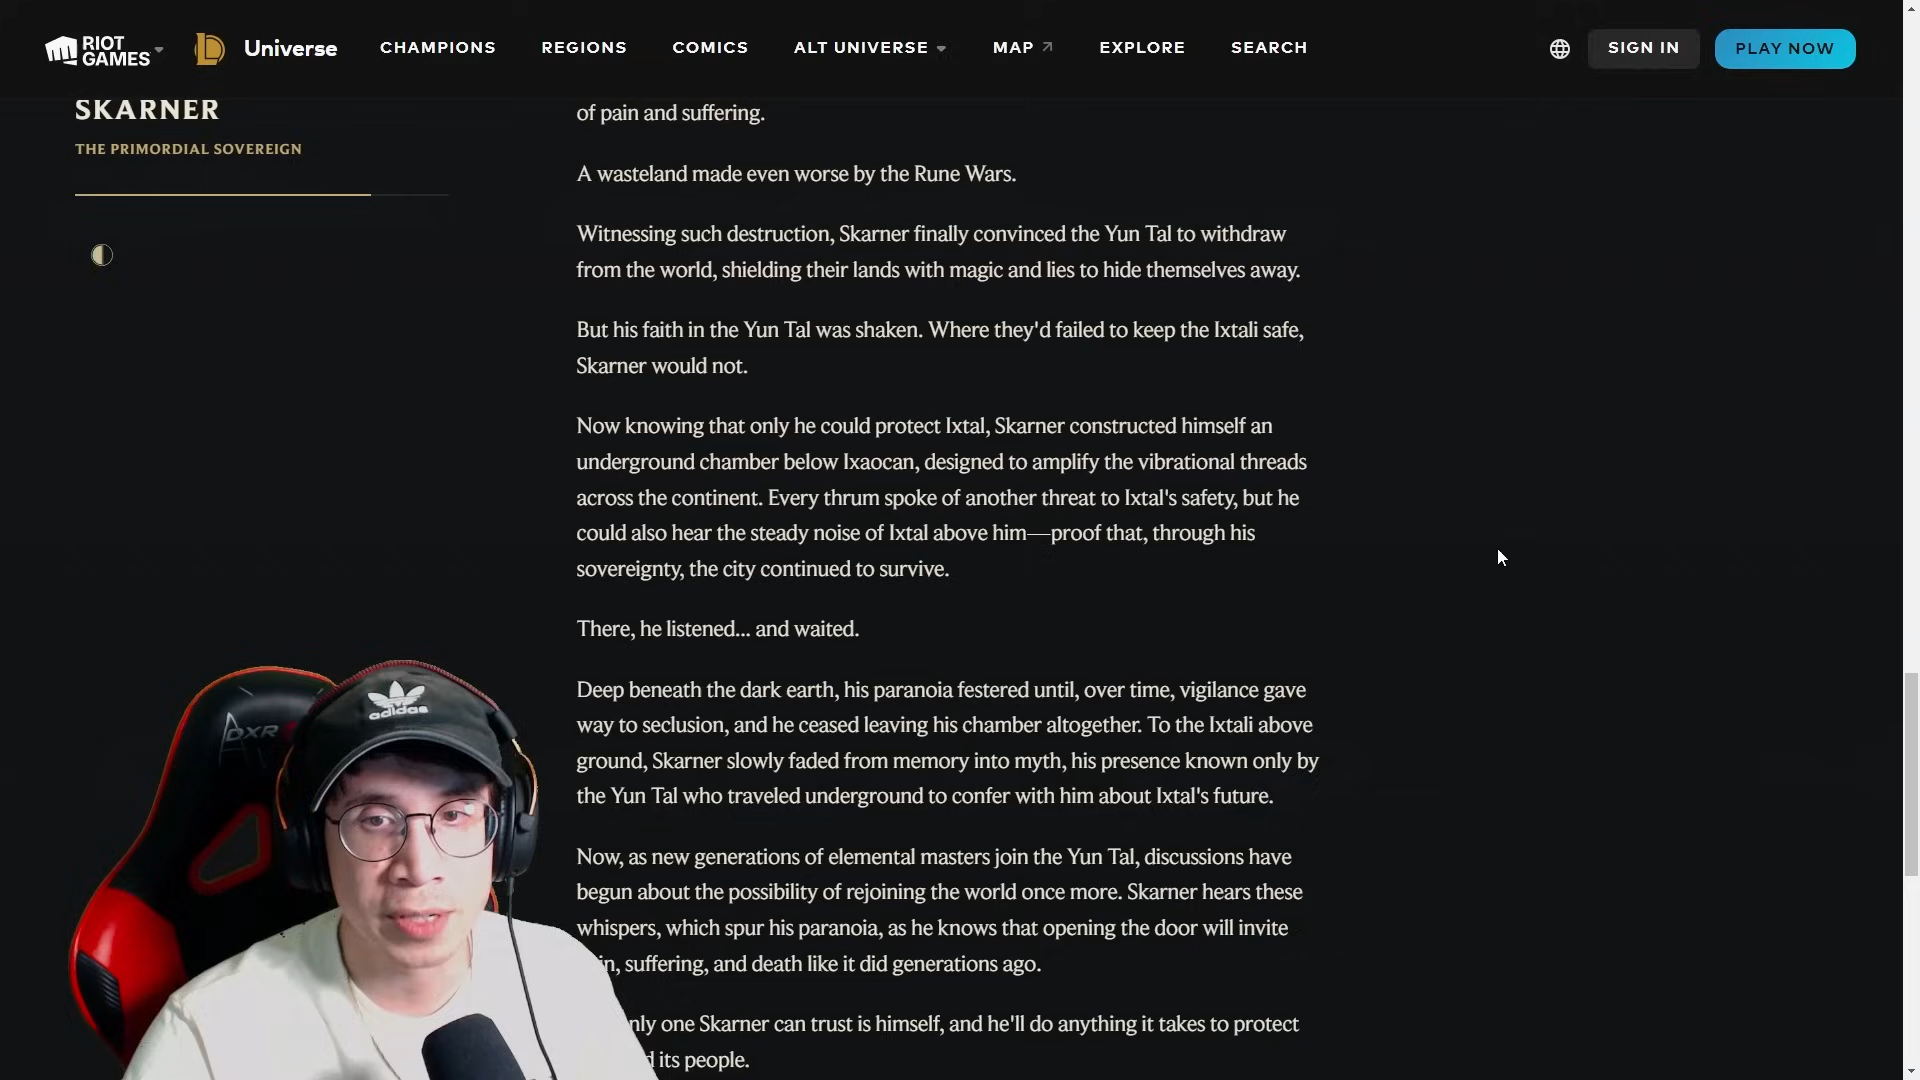 RIOT GAMES
Universe
CHAMPIONS
REGIONS
COMICS
ALT UNIVERSE
MAP
EXPLORE
SEARCH
SIGN IN
PLAY NOW
SKARNER
THE PRIMORDIAL SOVEREIGN
of pain and suffering.
A wasteland made even worse by the Rune Wars.
Witnessing such destruction, Skarner finally convinced the Yun Tal to withdraw
from the world, shielding their lands with magic and lies to hide themselves away.
But his faith in the Yun Tal was shaken. Where they'd failed to keep the Ixtali safe,
Skarner would not.
Now knowing that only he could protect Ixtal, Skarner constructed himself an
underground chamber below Ixaocan, designed to amplify the vibrational threads
across the continent. Every thrum spoke of another threat to Ixtal's safety, but he
could also hear the steady noise of Ixtal above him—proof that, through his
sovereignty, the city continued to survive.
There, he listened... and waited.
Deep beneath the dark earth, his paranoia festered until, over time, vigilance gave
way to seclusion, and he ceased leaving his chamber altogether. To the Ixtali above
ground, Skarner slowly faded from memory into myth, his presence known only by
the Yun Tal who traveled underground to confer with him about Ixtal's future.
Now, as new generations of elemental masters join the Yun Tal, discussions have
begun about the possibility of rejoining the world once more. Skarner hears these
whispers, which spur his paranoia, as he knows that opening the door will invite
suffering, and death like it did generations ago.
one Skarner can trust is himself, and he'll do anything it takes to protect
its people.
adidas
DXR